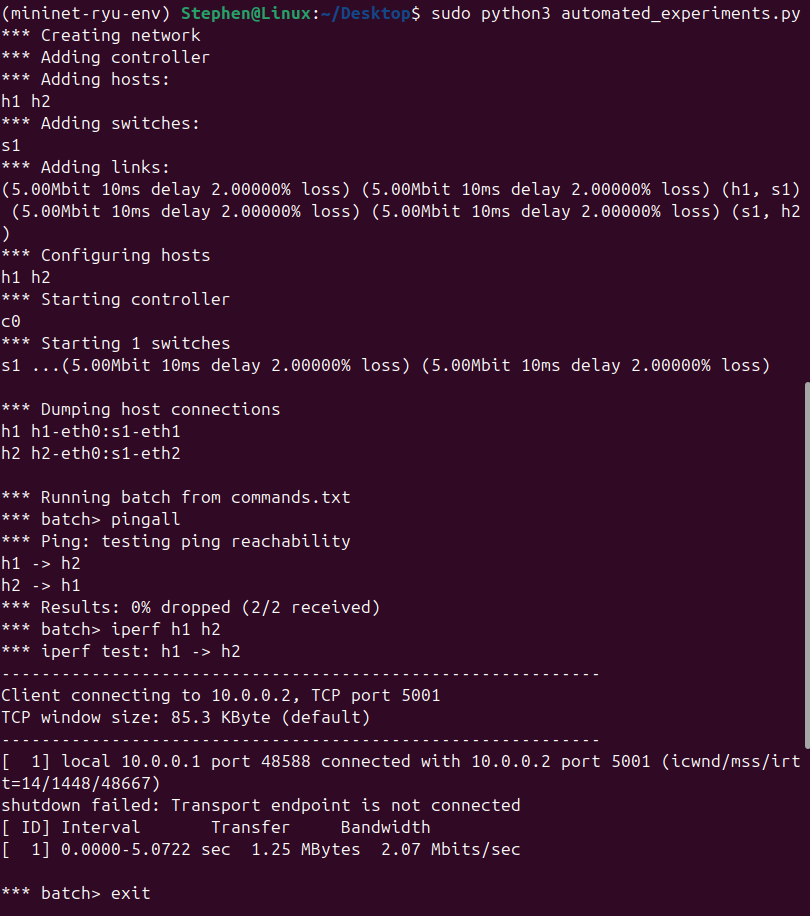 (mininet-ryu-env) Stephen@Linux:~/Desktop$ sudo python3 automated_experiments.py
*** Creating network
*** Adding controller
*** Adding hosts:
h1 h2
*** Adding switches:
s1
*** Adding links:
(5.00Mbit 10ms delay 2.00000% loss) (5.00Mbit 10ms delay 2.00000% loss) (h1, s1)
 (5.00Mbit 10ms delay 2.00000% loss) (5.00Mbit 10ms delay 2.00000% loss) (s1, h2
)
*** Configuring hosts
h1 h2
*** Starting controller
c0
*** Starting 1 switches
s1 ...(5.00Mbit 10ms delay 2.00000% loss) (5.00Mbit 10ms delay 2.00000% loss)
*** Dumping host connections
h1 h1-eth0:s1-eth1
h2 h2-eth0:s1-eth2
*** Running batch from commands.txt
*** batch> pingall
*** Ping: testing ping reachability
h1 -> h2
h2 -> h1
*** Results: 0% dropped (2/2 received)
*** batch> iperf h1 h2
*** iperf test: h1 -> h2
------------------------------------------------------------
Client connecting to 10.0.0.2, TCP port 5001
TCP window size: 85.3 KByte (default)
------------------------------------------------------------
[  1] local 10.0.0.1 port 48588 connected with 10.0.0.2 port 5001 (icwnd/mss/irt
t=14/1448/48667)
shutdown failed: Transport endpoint is not connected
[ ID] Interval       Transfer     Bandwidth
[  1] 0.0000-5.0722 sec  1.25 MBytes  2.07 Mbits/sec
*** batch> exit